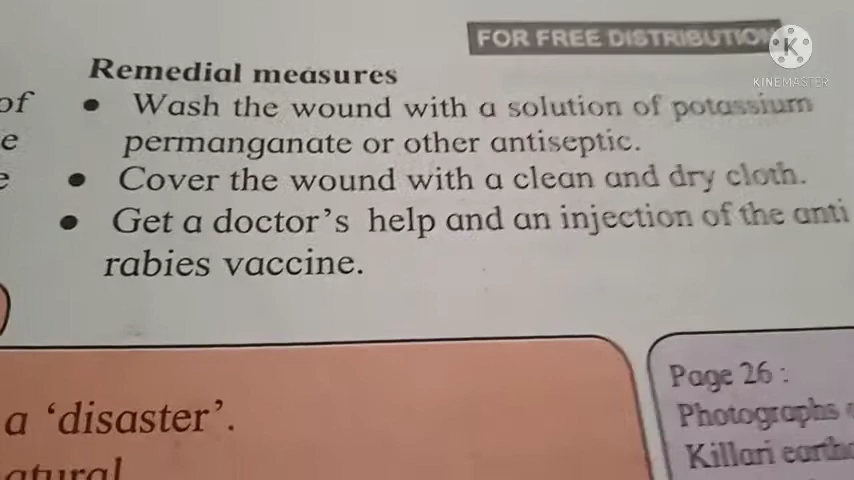 FOR FREE DISTRIBUTION
KINEMASTER
Remedial measures
of
• Wash the wound with a solution of potassium
e
permanganate or other antiseptic.
e
• Cover the wound with a clean and dry cloth.
• Get a doctor's help and an injection of the anti
rabies vaccine.
a 'disaster'.
Page 26 :
Photographs
Killari